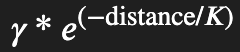 γ * e^(−distance/K)